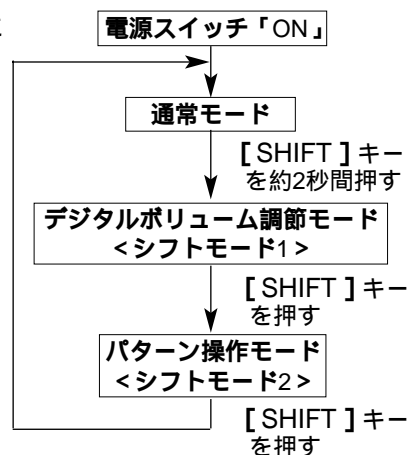 電源スイッチ「ON」
通常モード
［SHIFT］キー
を約2秒間押す
デジタルボリューム調節モード
<シフトモード1>
［SHIFT］キー
を押す
パターン操作モード
<シフトモード2>
［SHIFT］キー
を押す